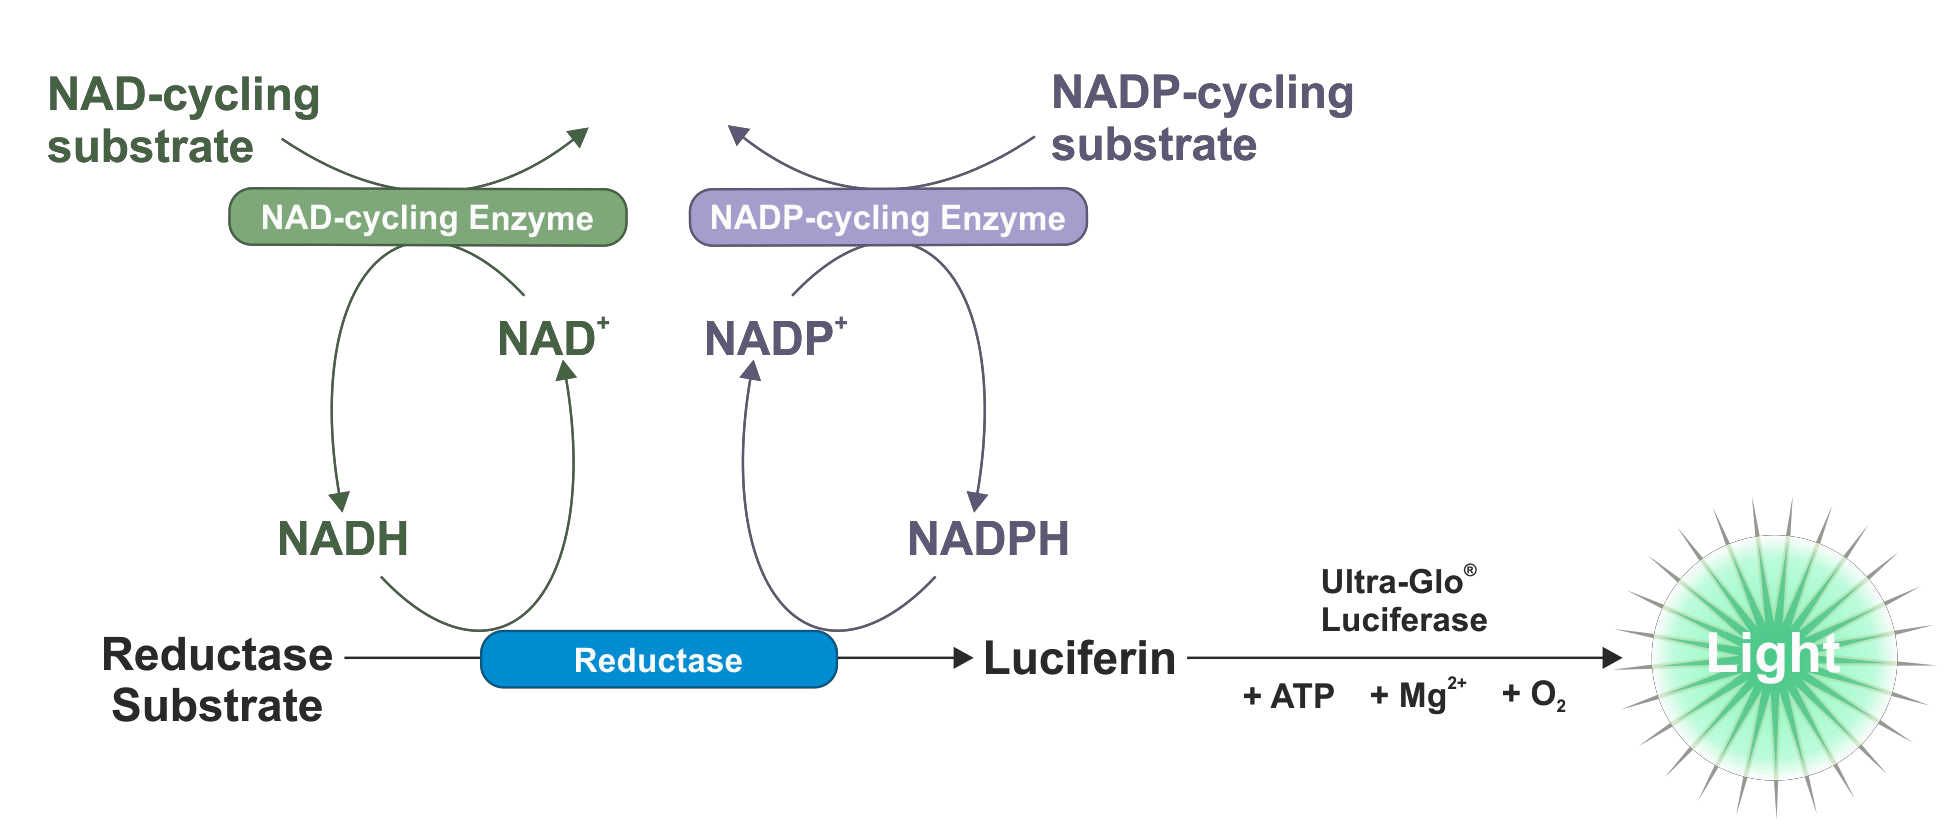 NAD-cycling
substrate
NADP-cycling
substrate
NAD-cycling Enzyme
NADP-cycling Enzyme
NAD⁺
NADP⁺
NADH
NADPH
Reductase
Substrate
Reductase
Luciferin
Ultra-Glo®
Luciferase
+ ATP + Mg²⁺ + O₂
Light